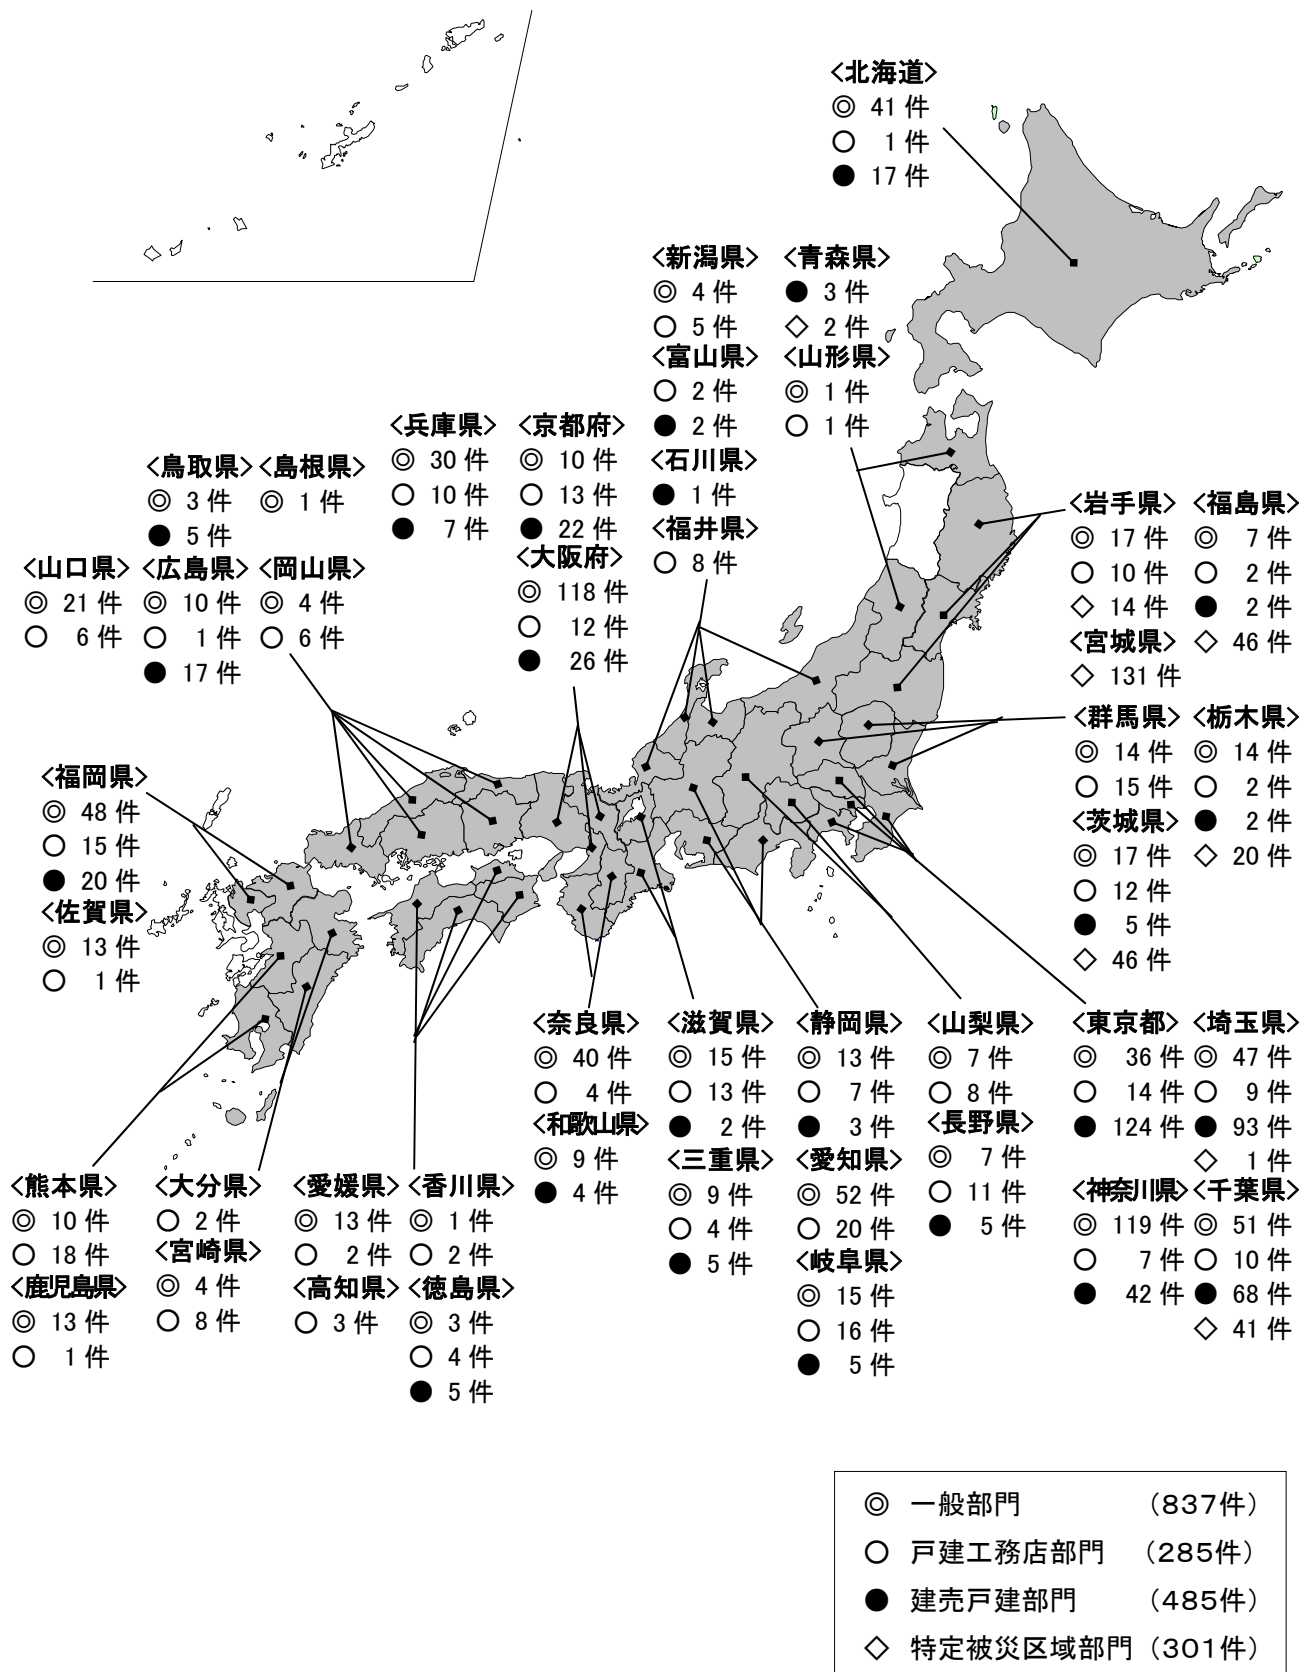 <北海道>
◎ 41 件
○ 1 件
● 17 件
<新潟県>
◎ 4 件
○ 5 件
<富山県>
○ 2 件
● 2 件
<石川県>
● 1 件
<福井県>
○ 8 件
<青森県>
● 3 件
◇ 2 件
<山形県>
◎ 1 件
○ 1 件
<兵庫県>
◎ 30 件
○ 10 件
● 7 件
<京都府>
◎ 10 件
○ 13 件
● 22 件
<大阪府>
◎ 118 件
○ 12 件
● 26 件
<鳥取県>
◎ 3 件
● 5 件
<島根県>
◎ 1 件
<山口県>
◎ 21 件
○ 6 件
<広島県>
◎ 10 件
○ 1 件
● 17 件
<岡山県>
◎ 4 件
○ 6 件
<岩手県>
◎ 17 件
○ 10 件
◇ 14 件
<宮城県>
◇ 131 件
<福島県>
◎ 7 件
○ 2 件
● 2 件
◇ 46 件
<群馬県>
◎ 14 件
○ 15 件
<茨城県>
◎ 17 件
○ 12 件
● 5 件
◇ 46 件
<栃木県>
◎ 14 件
○ 2 件
● 2 件
◇ 20 件
<福岡県>
◎ 48 件
○ 15 件
● 20 件
<佐賀県>
◎ 13 件
○ 1 件
<奈良県>
◎ 40 件
○ 4 件
<和歌山県>
◎ 9 件
● 4 件
<滋賀県>
◎ 15 件
○ 13 件
● 2 件
<三重県>
◎ 9 件
○ 4 件
● 5 件
<静岡県>
◎ 13 件
○ 7 件
● 3 件
<愛知県>
◎ 52 件
○ 20 件
<岐阜県>
◎ 15 件
○ 16 件
● 5 件
<山梨県>
◎ 7 件
○ 8 件
<長野県>
◎ 7 件
○ 11 件
● 5 件
<東京都>
◎ 36 件
○ 14 件
● 124 件
<神奈川県>
◎ 119 件
○ 7 件
● 42 件
<埼玉県>
◎ 47 件
○ 9 件
● 93 件
◇ 1 件
<千葉県>
◎ 51 件
○ 10 件
● 68 件
◇ 41 件
<熊本県>
◎ 10 件
○ 18 件
<鹿児島県>
◎ 13 件
○ 1 件
<大分県>
○ 2 件
<宮崎県>
◎ 4 件
○ 8 件
<愛媛県>
◎ 13 件
○ 2 件
<高知県>
○ 3 件
<香川県>
◎ 1 件
○ 2 件
<徳島県>
◎ 3 件
○ 4 件
● 5 件
◎ 一般部門 (837件)
○ 戸建工務店部門 (285件)
● 建売戸建部門 (485件)
◇ 特定被災区域部門 (301件)